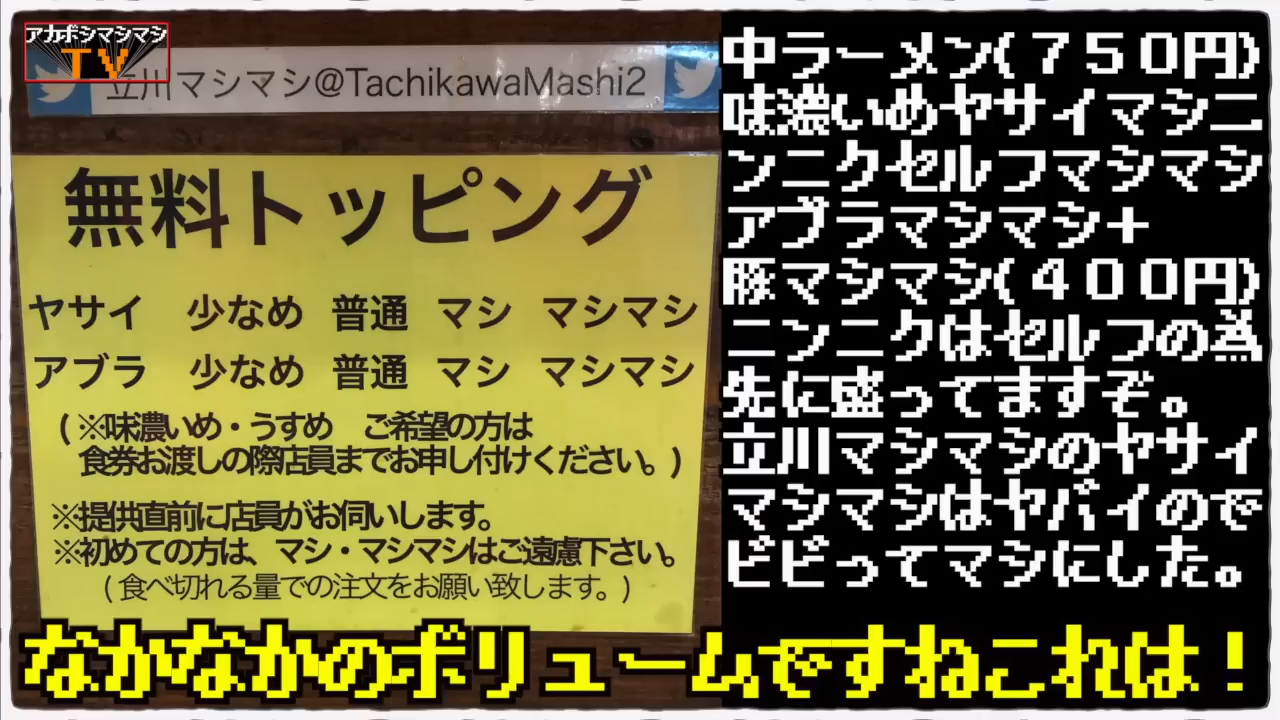 アカボシマシマシ
TV
立川マシマシ@TachikawaMashi2
無料トッピング
ヤサイ 少なめ 普通 マシ マシマシ
アブラ 少なめ 普通 マシ マシマシ
(※味濃いめ・うすめ ご希望の方は
食券お渡しの際店員までお申し付けください。)
※提供直前に店員がお伺いします。
※初めての方は、マシ・マシマシはご遠慮下さい。
(食べ切れる量での注文をお願い致します。)
中ラーメン(７５０円)
味濃いめヤサイマシニ
ンニクセルフマシマシ
アブラマシマシ＋
豚マシマシ(４００円)
ニンニクはセルフの為
先に盛ってますぞ。
立川マシマシのヤサイ
マシマシはヤバイので
ビビってマシにした。
なかなかのボリュームですねこれは！